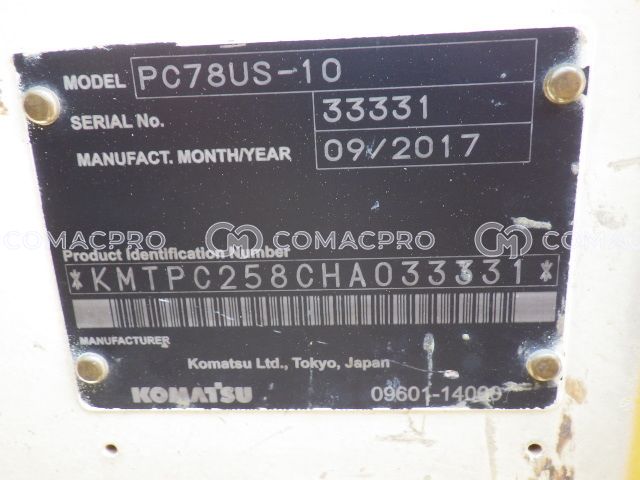 MODEL PC78US-10
SERIAL No. 33331
MANUFACT. MONTH/YEAR 09/2017
COMACPRO COMACPRO COMACPRO
Product Identification Number
*KMTPC258CHA033331*
MANUFACTURER
Komatsu Ltd., Tokyo, Japan
KOMATSU